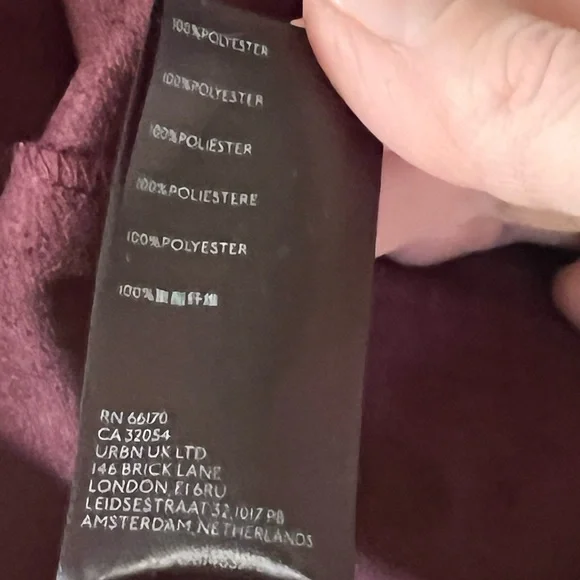 100%POLYESTER
100%POLYESTER
100%POLIESTER
100%POLIESTERE
100%POLYESTER
100%
RN 66170
CA 32054
URBN UK LTD
146 BRICK LANE
LONDON, E1 6RU
LEIDSESTRAAT 32, 1017 PB
AMSTERDAM, NETHERLANDS